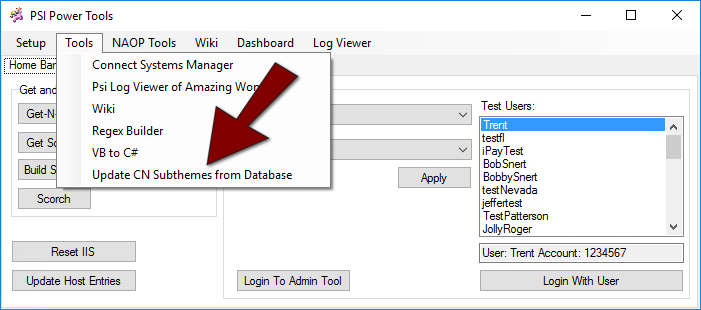 PSI Power Tools
Setup Tools NAOP Tools Wiki Dashboard Log Viewer
Home Ban
Connect Systems Manager
Psi Log Viewer of Amazing
Wiki
Regex Builder
VB to C#
Update CN Subthemes from Database
Get and
Get-N
Get So
Build S
Scorch
Reset IIS
Update Host Entries
Apply
Login To Admin Tool
Test Users:
Trent
testfl
iPayTest
BobSnert
BobbySnert
testNevada
jeffertest
TestPatterson
JollyRoger
User: Trent Account: 1234567
Login With User